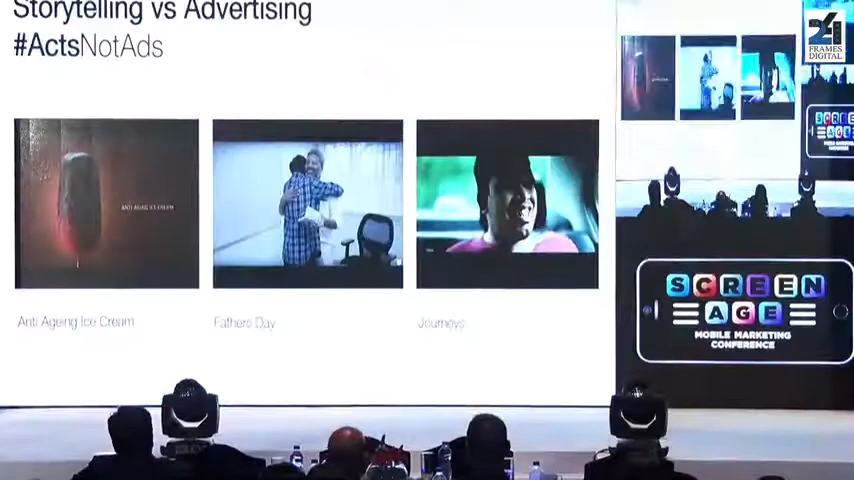 Storytelling vs Advertising
#ActsNotAds
ANTI AGEING ICE CREAM
Anti Ageing Ice Cream
Fathers Day
Journeys
24
FRAMES
DIGITAL
SCREEN
AGE
MOBILE MARKETING
CONFERENCE